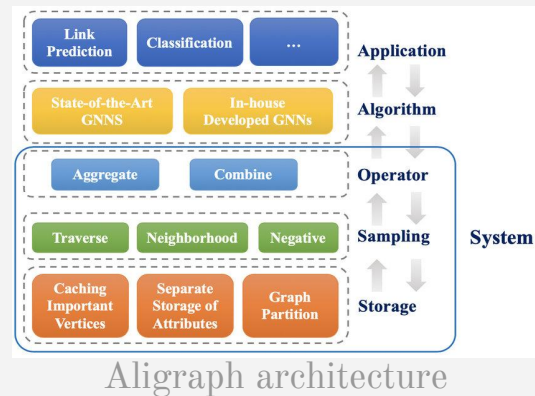 Link
Prediction
Classification
...
Application
State-of-the-Art
GNNS
In-house
Developed GNNs
Algorithm
Aggregate
Combine
Operator
Traverse
Neighborhood
Negative
Sampling
System
Caching
Important
Vertices
Separate
Storage of
Attributes
Graph
Partition
Storage
Aligraph architecture